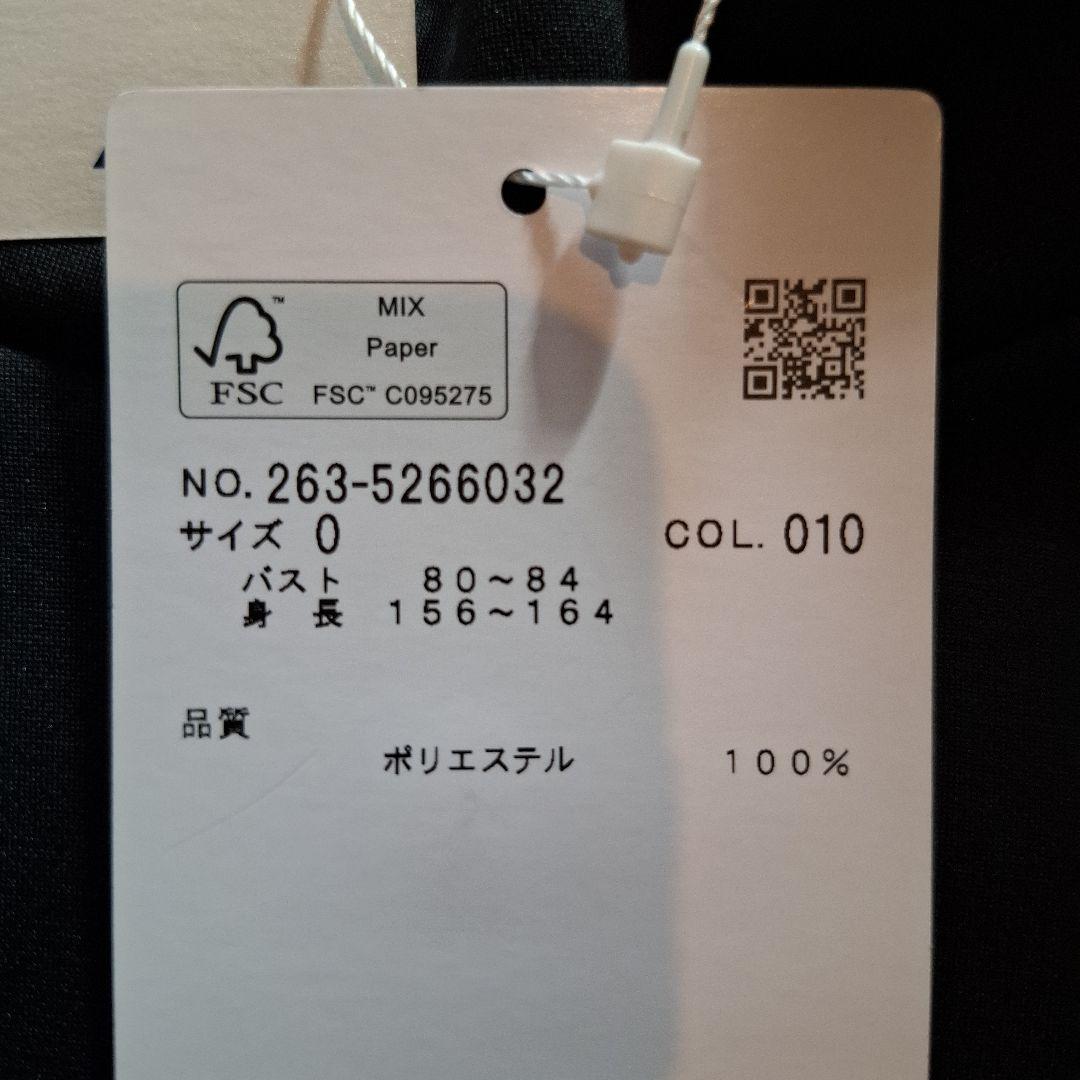 MIX
Paper
FSC™ C095275
FSC
NO. 263-5266032
サイズ 0 COL. 010
バスト 80～84
身長 156～164
品質
ポリエステル 100%